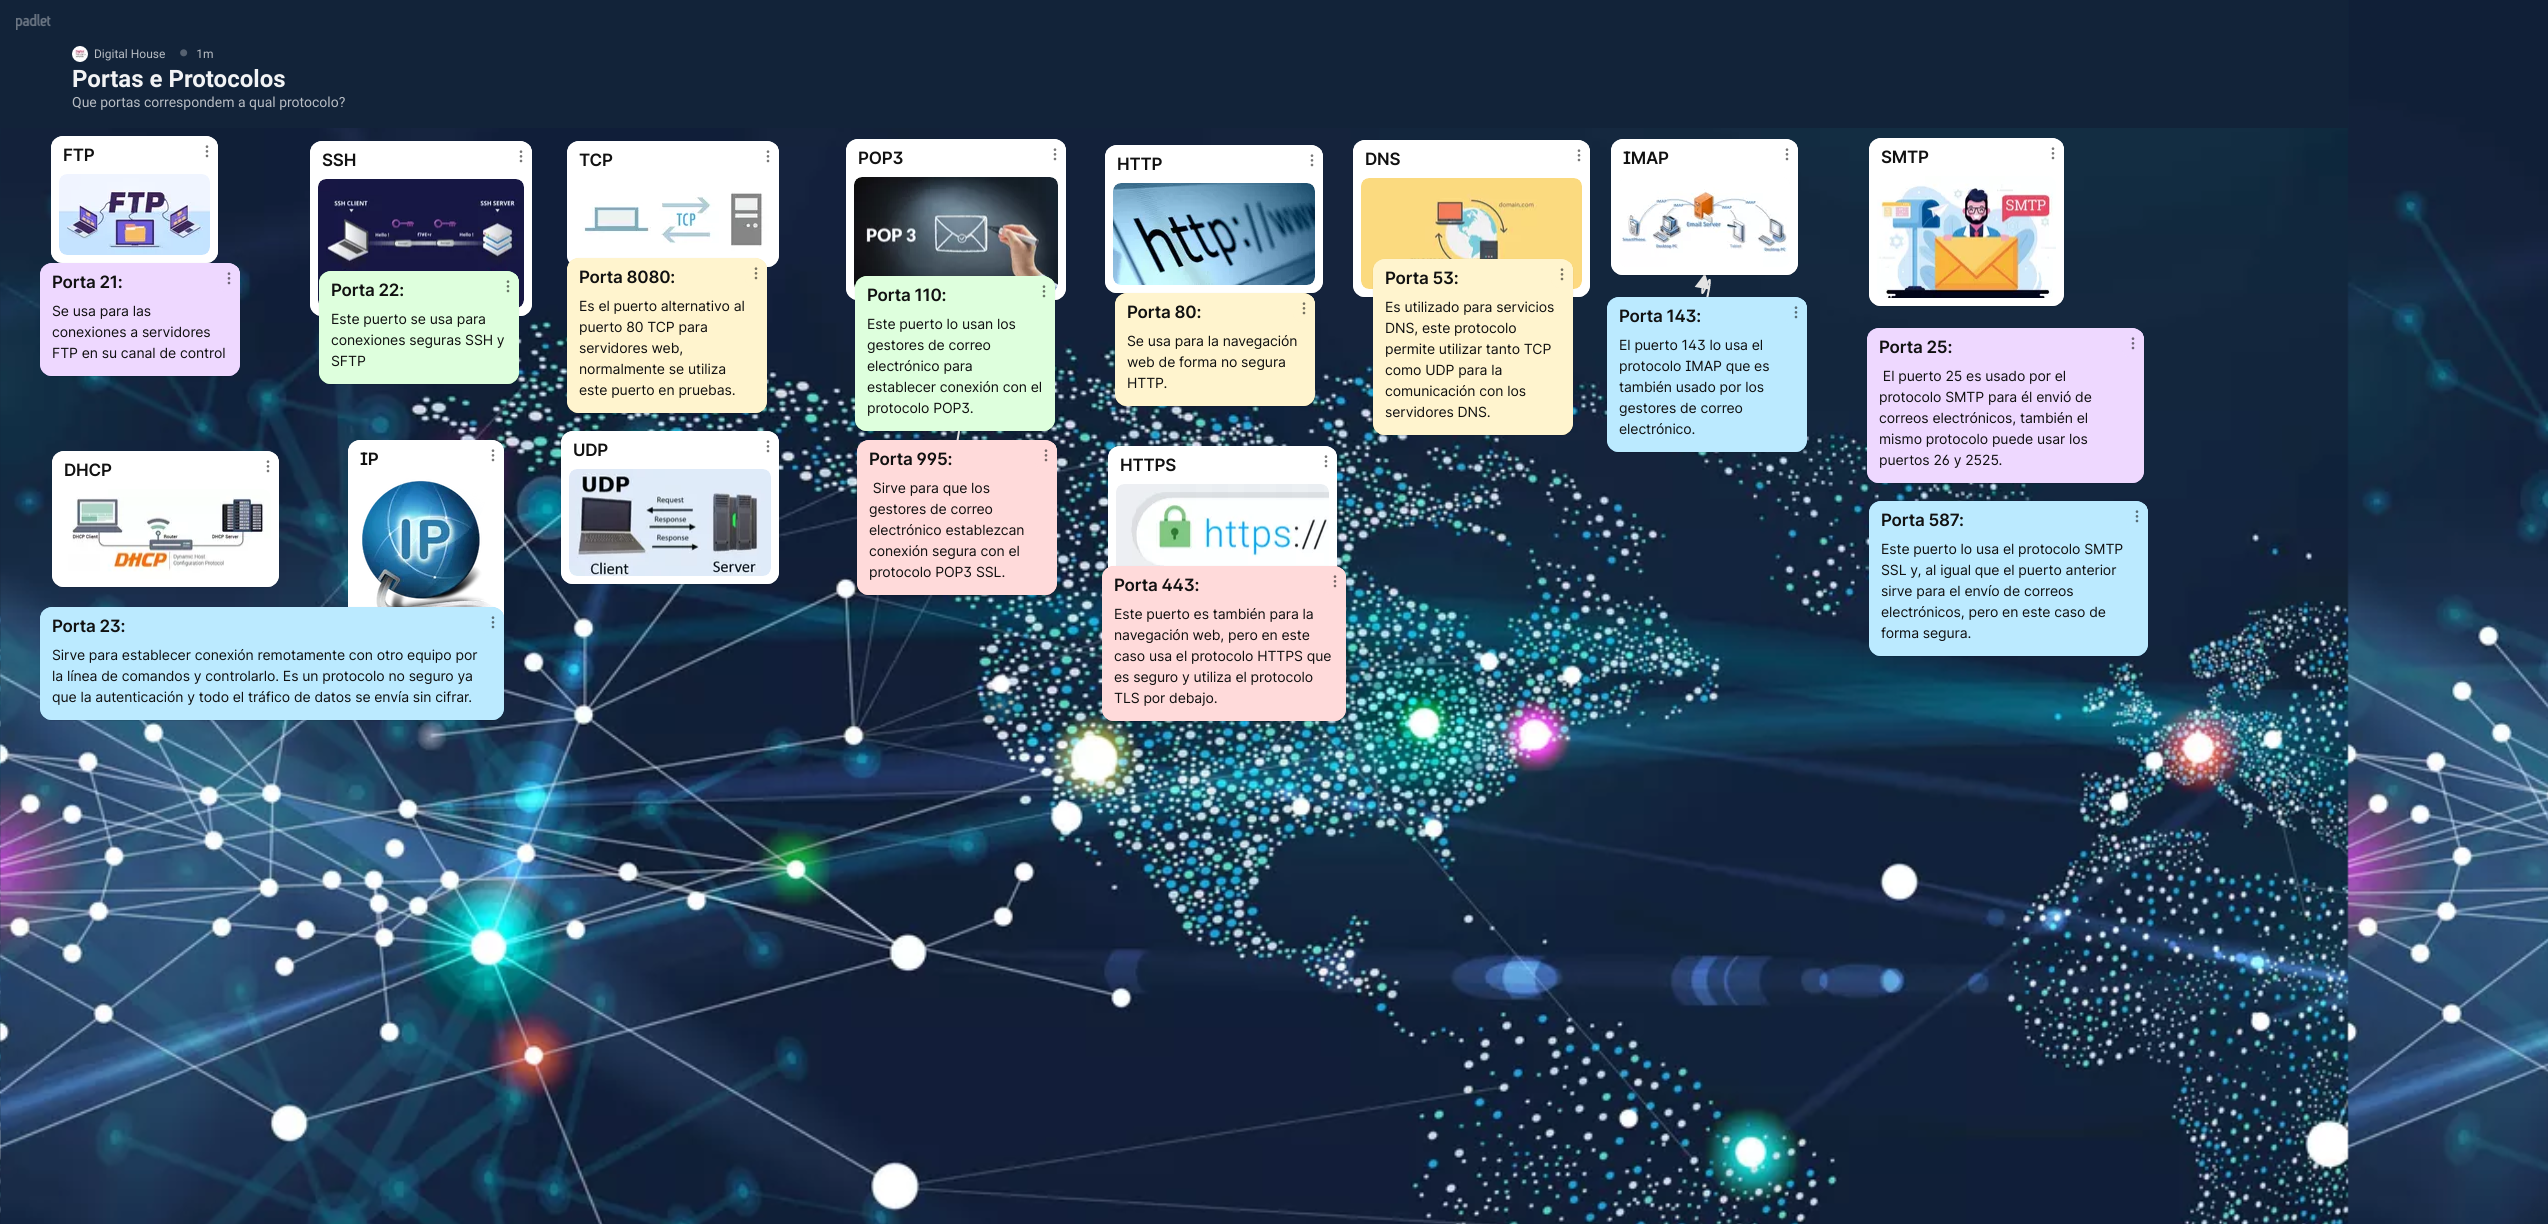 padlet
Digital House • 1m
Portas e Protocolos
Que portas correspondem a qual protocolo?
FTP
FTP
Porta 21:
Se usa para las
conexiones a servidores
FTP en su canal de control
SSH
SSH CLIENT
SSH SERVER
Porta 22:
Este puerto se usa para
conexiones seguras SSH y
SFTP
TCP
TCP
Porta 8080:
Es el puerto alternativo al
puerto 80 TCP para
servidores web,
normalmente se utiliza
este puerto en pruebas.
POP3
POP 3
Porta 110:
Este puerto lo usan los
gestores de correo
electrónico para
establecer conexión con el
protocolo POP3.
HTTP
http://www
Porta 80:
Se usa para la navegación
web de forma no segura
HTTP.
DNS
domain.com
Porta 53:
Es utilizado para servicios
DNS, este protocolo
permite utilizar tanto TCP
como UDP para la
comunicación con los
servidores DNS.
IMAP
Email Server
Porta 143:
El puerto 143 lo usa el
protocolo IMAP que es
también usado por los
gestores de correo
electrónico.
SMTP
SMTP
Porta 25:
El puerto 25 es usado por el
protocolo SMTP para él envió de
correos electrónicos, también el
mismo protocolo puede usar los
puertos 26 y 2525.
Porta 587:
Este puerto lo usa el protocolo SMTP
SSL y, al igual que el puerto anterior
sirve para el envío de correos
electrónicos, pero en este caso de
forma segura.
DHCP
DHCP Client
Router
DHCP Server
DHCP
Dynamic Host
Configuration Protocol
IP
IP
Porta 23:
Sirve para establecer conexión remotamente con otro equipo por
la línea de comandos y controlarlo. Es un protocolo no seguro ya
que la autenticación y todo el tráfico de datos se envía sin cifrar.
UDP
UDP
Request
Response
Response
Client
Server
Porta 995:
Sirve para que los
gestores de correo
electrónico establezcan
conexión segura con el
protocolo POP3 SSL.
HTTPS
https://
Porta 443:
Este puerto es también para la
navegación web, pero en este
caso usa el protocolo HTTPS que
es seguro y utiliza el protocolo
TLS por debajo.